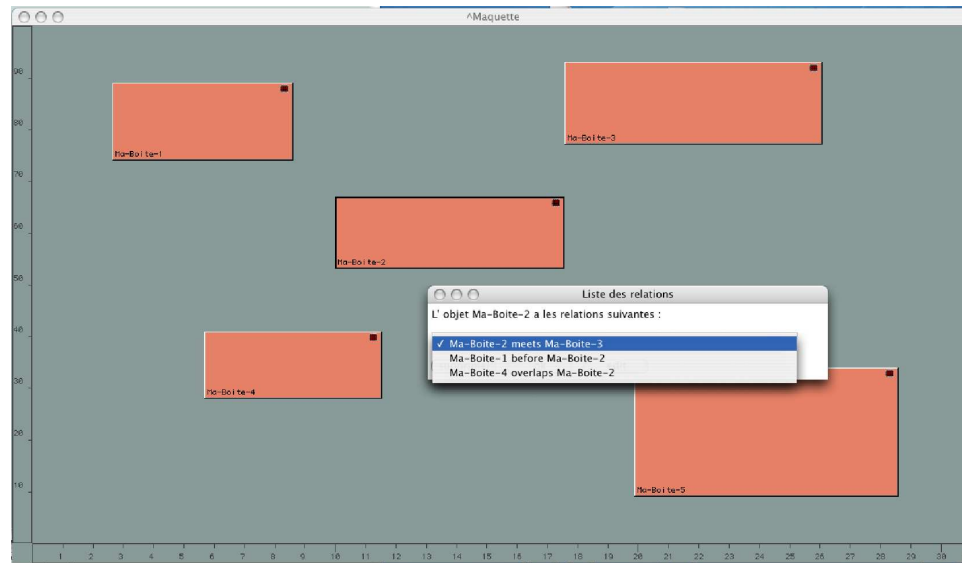 ^Maquette
90
80
70
60
50
40
30
20
10
Ma-Boite-1
Ma-Boite-3
Ma-Boite-2
Liste des relations
L' objet Ma-Boite-2 a les relations suivantes :
✓ Ma-Boite-2 meets Ma-Boite-3
Ma-Boite-1 before Ma-Boite-2
Ma-Boite-4 overlaps Ma-Boite-2
Ma-Boite-4
Ma-Boite-5
1 2 3 4 5 6 7 8 9 10 11 12 13 14 15 16 17 18 19 20 21 22 23 24 25 26 27 28 29 30